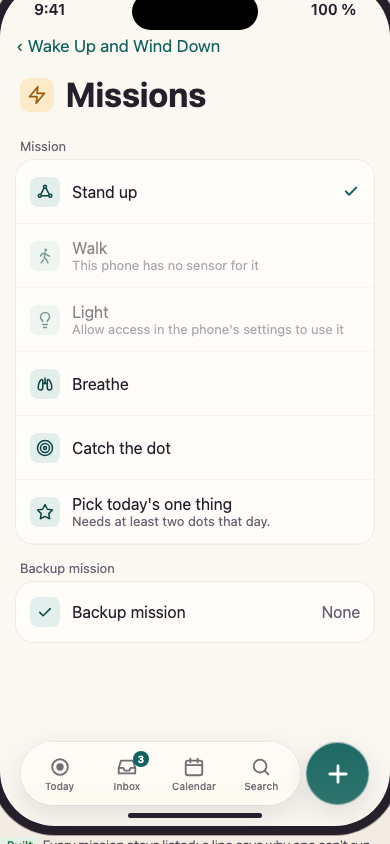 9:41
100 %
‹ Wake Up and Wind Down
Missions
Mission
Stand up
Walk
This phone has no sensor for it
Light
Allow access in the phone's settings to use it
Breathe
Catch the dot
Pick today's one thing
Needs at least two dots that day.
Backup mission
Backup mission
None
3
Today
Inbox
Calendar
Search